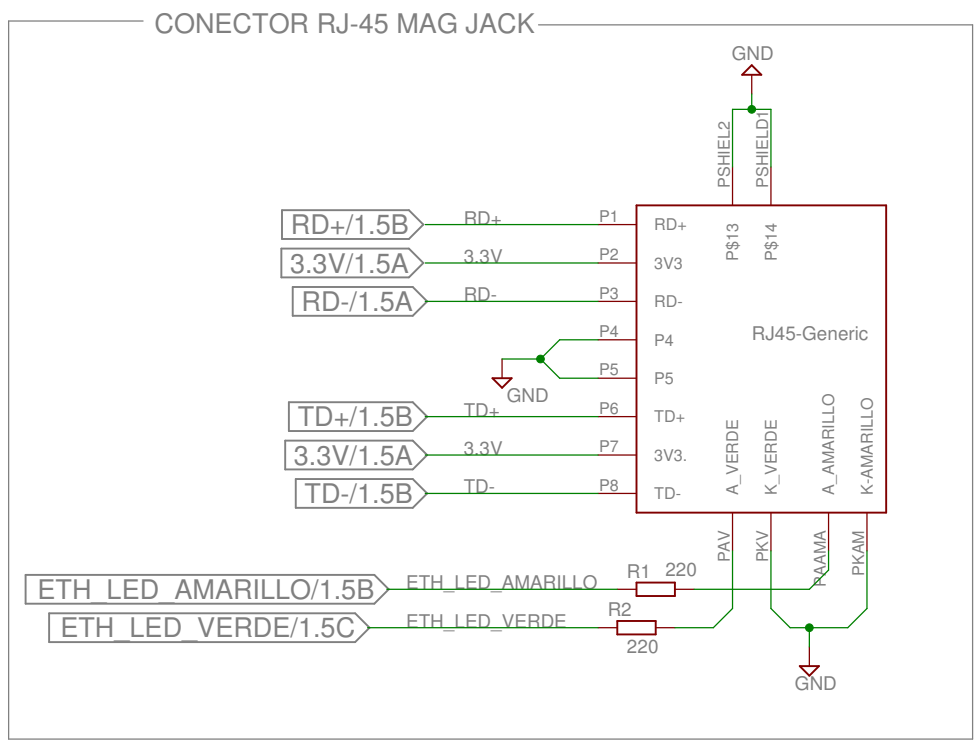 CONECTOR RJ-45 MAG JACK
GND
PSHIEL2
PSHIELD1
RD+/1.5B
RD+
P1
RD+
P$13
P$14
3.3V/1.5A
3.3V
P2
3V3
RD-/1.5A
RD-
P3
RD-
P4
P4
RJ45-Generic
P5
P5
GND
TD+/1.5B
TD+
P6
TD+
3.3V/1.5A
3.3V
P7
3V3.
TD-/1.5B
TD-
P8
TD-
A_VERDE
K_VERDE
A_AMARILLO
K-AMARILLO
PAV
PKV
PAAMA
PKAM
ETH_LED_AMARILLO/1.5B
ETH_LED_AMARILLO
R1
220
ETH_LED_VERDE/1.5C
ETH_LED_VERDE
R2
220
GND